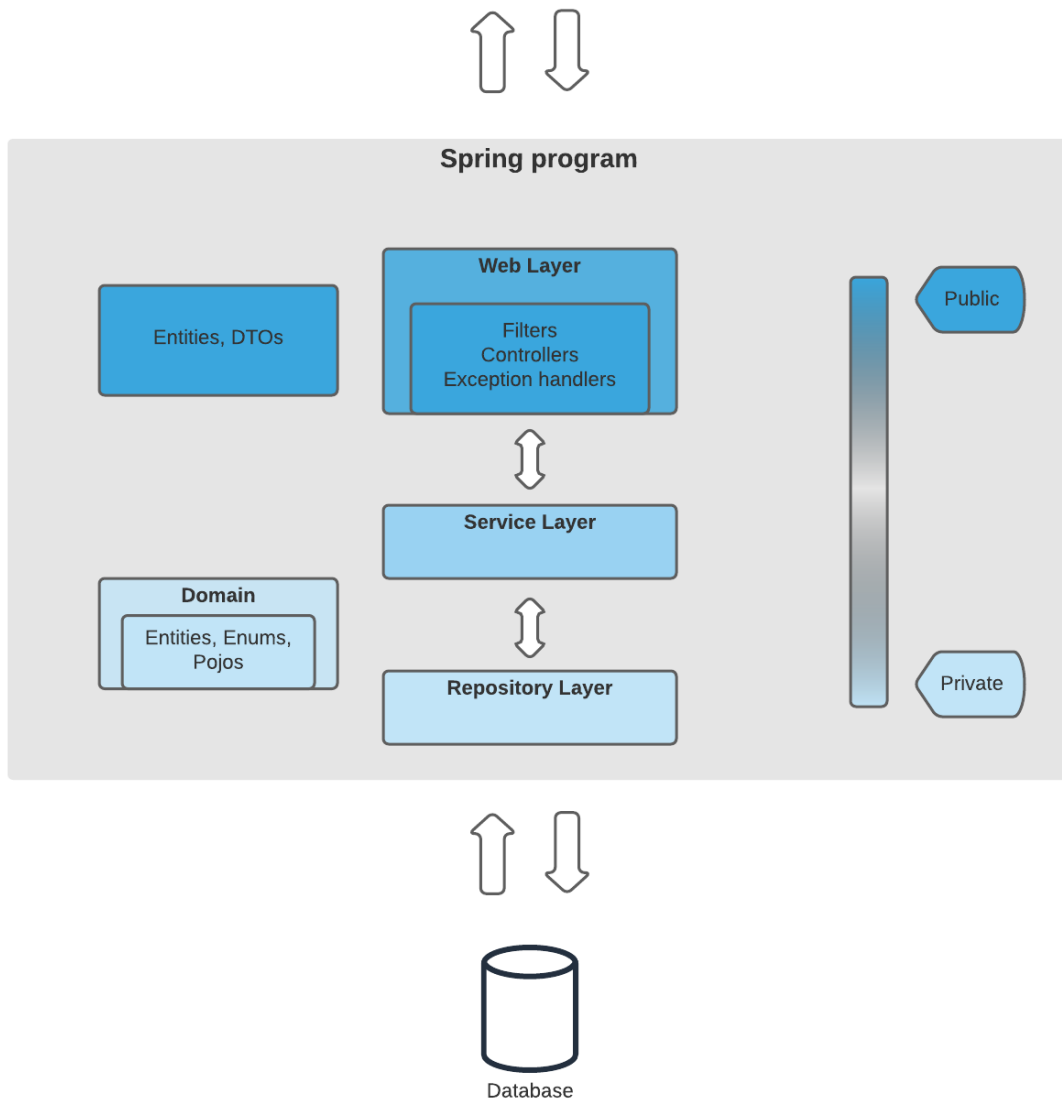 Spring program
Web Layer
Filters
Controllers
Exception handlers
Entities, DTOs
Public
Service Layer
Domain
Entities, Enums,
Pojos
Repository Layer
Private
Database